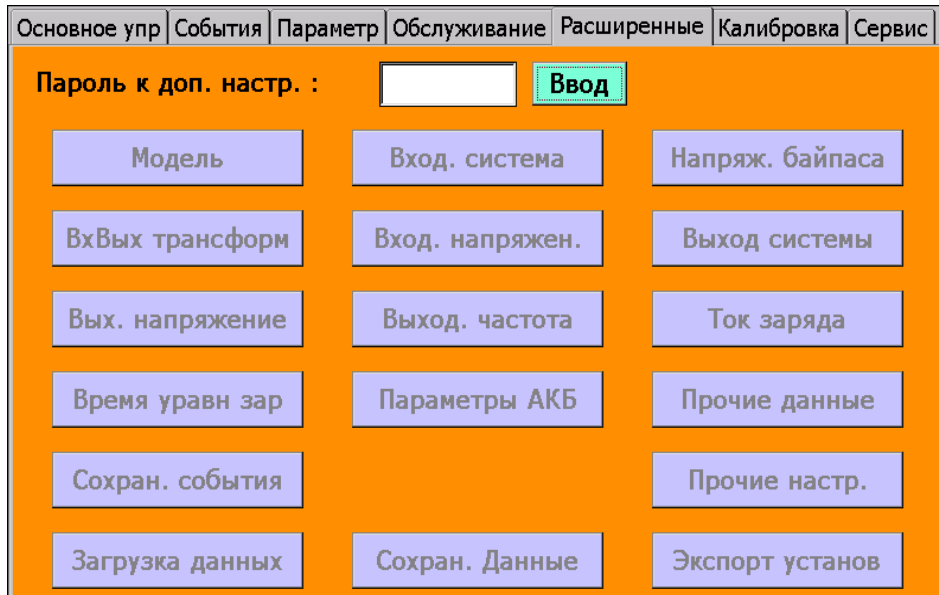 Основное упр События Параметр Обслуживание Расширенные Калибровка Сервис
Пароль к доп. настр. : Ввод
Модель Вход. система Напряж. байпаса
ВхВых трансформ Вход. напряжен. Выход системы
Вых. напряжение Выход. частота Ток заряда
Время уравн зар Параметры АКБ Прочие данные
Сохран. события Прочие настр.
Загрузка данных Сохран. Данные Экспорт установ